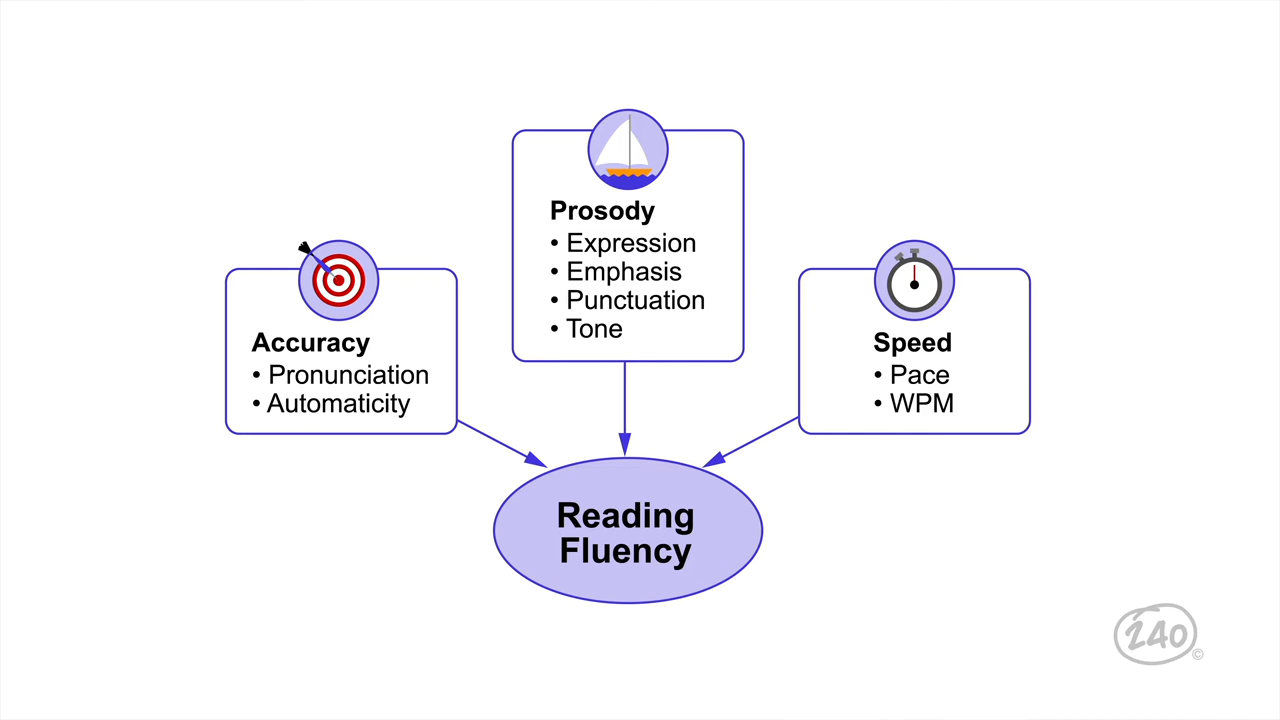 Prosody
• Expression
• Emphasis
• Punctuation
• Tone
Accuracy
• Pronunciation
• Automaticity
Speed
• Pace
• WPM
Reading
Fluency
240
©